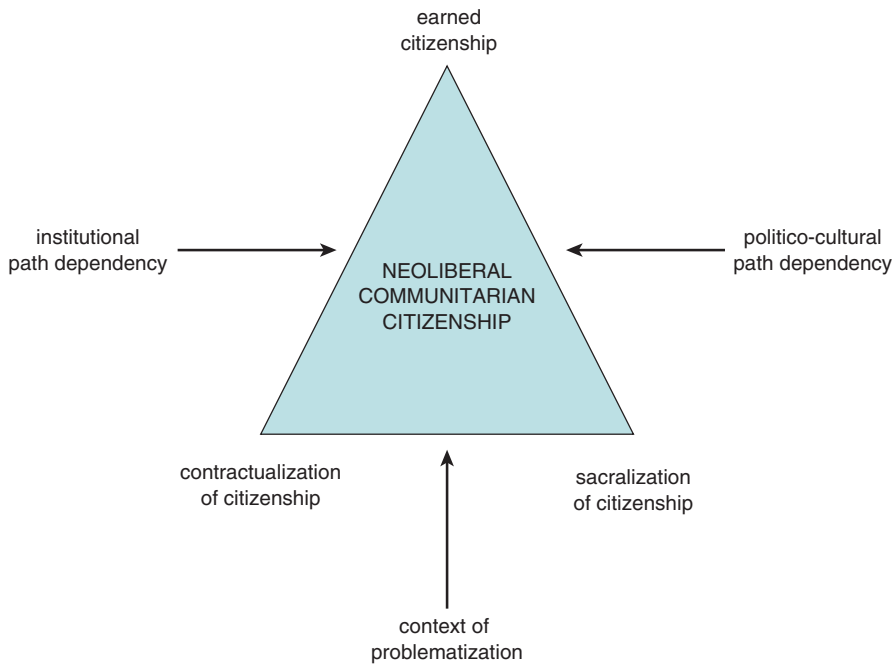 earned
citizenship
institutional
path dependency
politico-cultural
path dependency
NEOLIBERAL
COMMUNITARIAN
CITIZENSHIP
contractualization
of citizenship
sacralization
of citizenship
context of
problematization